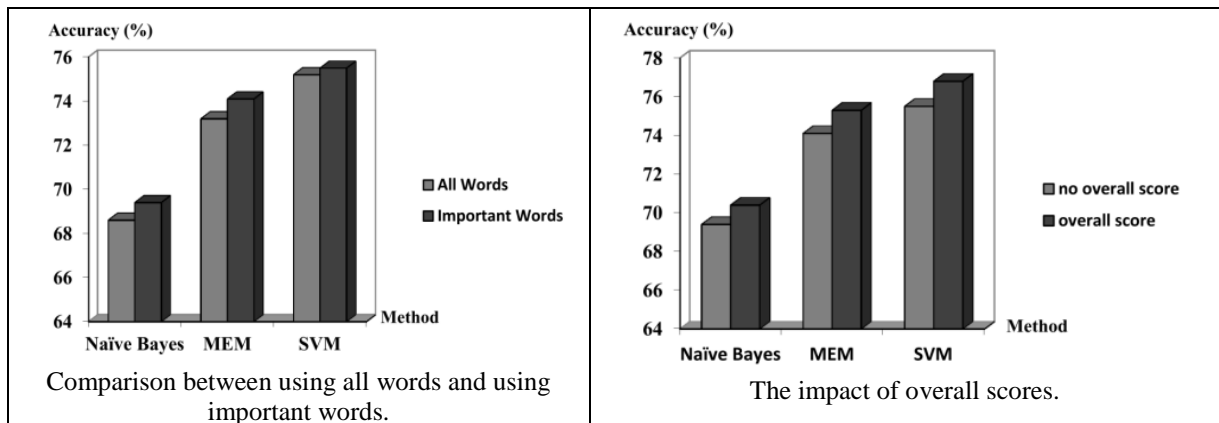 Accuracy (%)
76
74
72
70
68
66
64
Naïve Bayes MEM SVM
Method
All Words
Important Words
Comparison between using all words and using
important words.
Accuracy (%)
78
76
74
72
70
68
66
64
Naïve Bayes MEM SVM
Method
no overall score
overall score
The impact of overall scores.